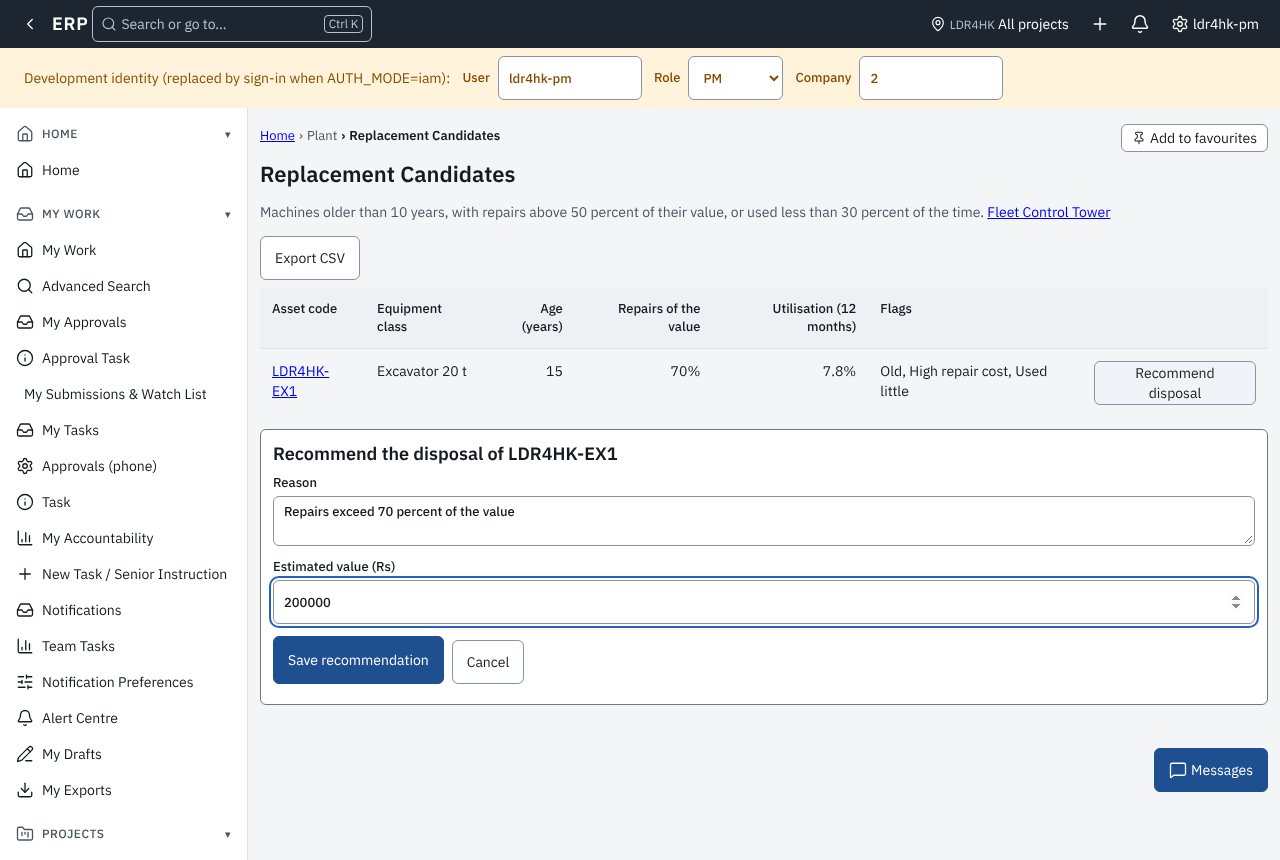 ERP
Search or go to...
Ctrl K
LDR4HK All projects
ldr4hk-pm
Development identity (replaced by sign-in when AUTH_MODE=iam):
User
ldr4hk-pm
Role
PM
Company
2
HOME
Home
MY WORK
My Work
Advanced Search
My Approvals
Approval Task
My Submissions & Watch List
My Tasks
Approvals (phone)
Task
My Accountability
New Task / Senior Instruction
Notifications
Team Tasks
Notification Preferences
Alert Centre
My Drafts
My Exports
PROJECTS
Home › Plant › Replacement Candidates
Add to favourites
Replacement Candidates
Machines older than 10 years, with repairs above 50 percent of their value, or used less than 30 percent of the time. Fleet Control Tower
Export CSV
Asset code
Equipment
class
Age
(years)
Repairs of the
value
Utilisation (12
months)
Flags
LDR4HK-
EX1
Excavator 20 t
15
70%
7.8%
Old, High repair cost, Used
little
Recommend
disposal
Recommend the disposal of LDR4HK-EX1
Reason
Repairs exceed 70 percent of the value
Estimated value (Rs)
200000
Save recommendation
Cancel
Messages